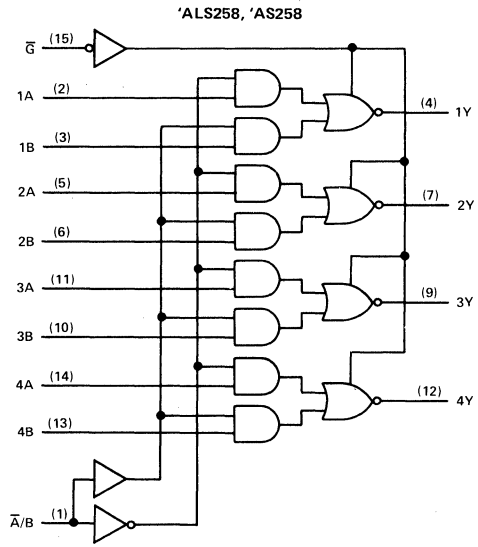 'ALS258, 'AS258
G̅ (15)
1A (2)
(4) 1Y
1B (3)
2A (5)
(7) 2Y
2B (6)
3A (11)
(9) 3Y
3B (10)
4A (14)
(12) 4Y
4B (13)
A̅/B (1)